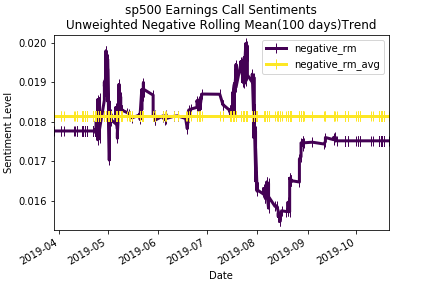 sp500 Earnings Call Sentiments
Unweighted Negative Rolling Mean(100 days)Trend
0.020
0.019
0.018
0.017
0.016
Sentiment Level
negative_rm
negative_rm_avg
2019-04
2019-05
2019-06
2019-07
2019-08
2019-09
2019-10
Date